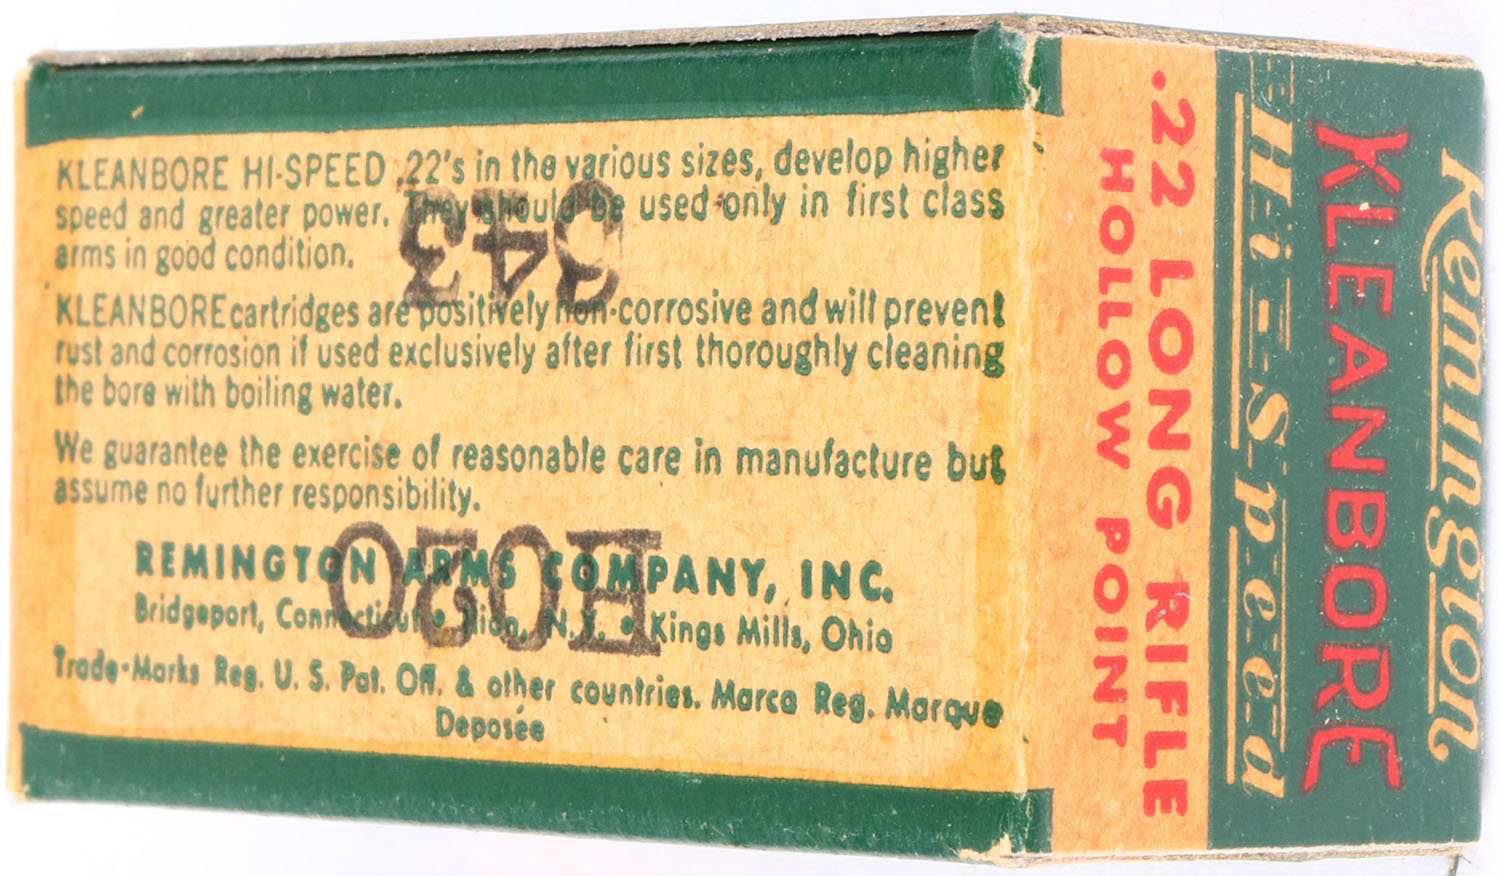 KLEANBORE HI-SPEED .22's in the various sizes, develop higher
speed and greater power. They should be used only in first class
arms in good condition.
KLEANBORE cartridges are positively non-corrosive and will prevent
rust and corrosion if used exclusively after first thoroughly cleaning
the bore with boiling water.
We guarantee the exercise of reasonable care in manufacture but
assume no further responsibility.
REMINGTON ARMS COMPANY, INC.
Bridgeport, Connecticut • Ilion, N.Y. • Kings Mills, Ohio
Trade-Marks Reg. U. S. Pat. Off. & other countries. Marca Reg. Marque
Deposée
H020
Remington
KLEANBORE
Hi-Speed
.22 LONG RIFLE
HOLLOW POINT